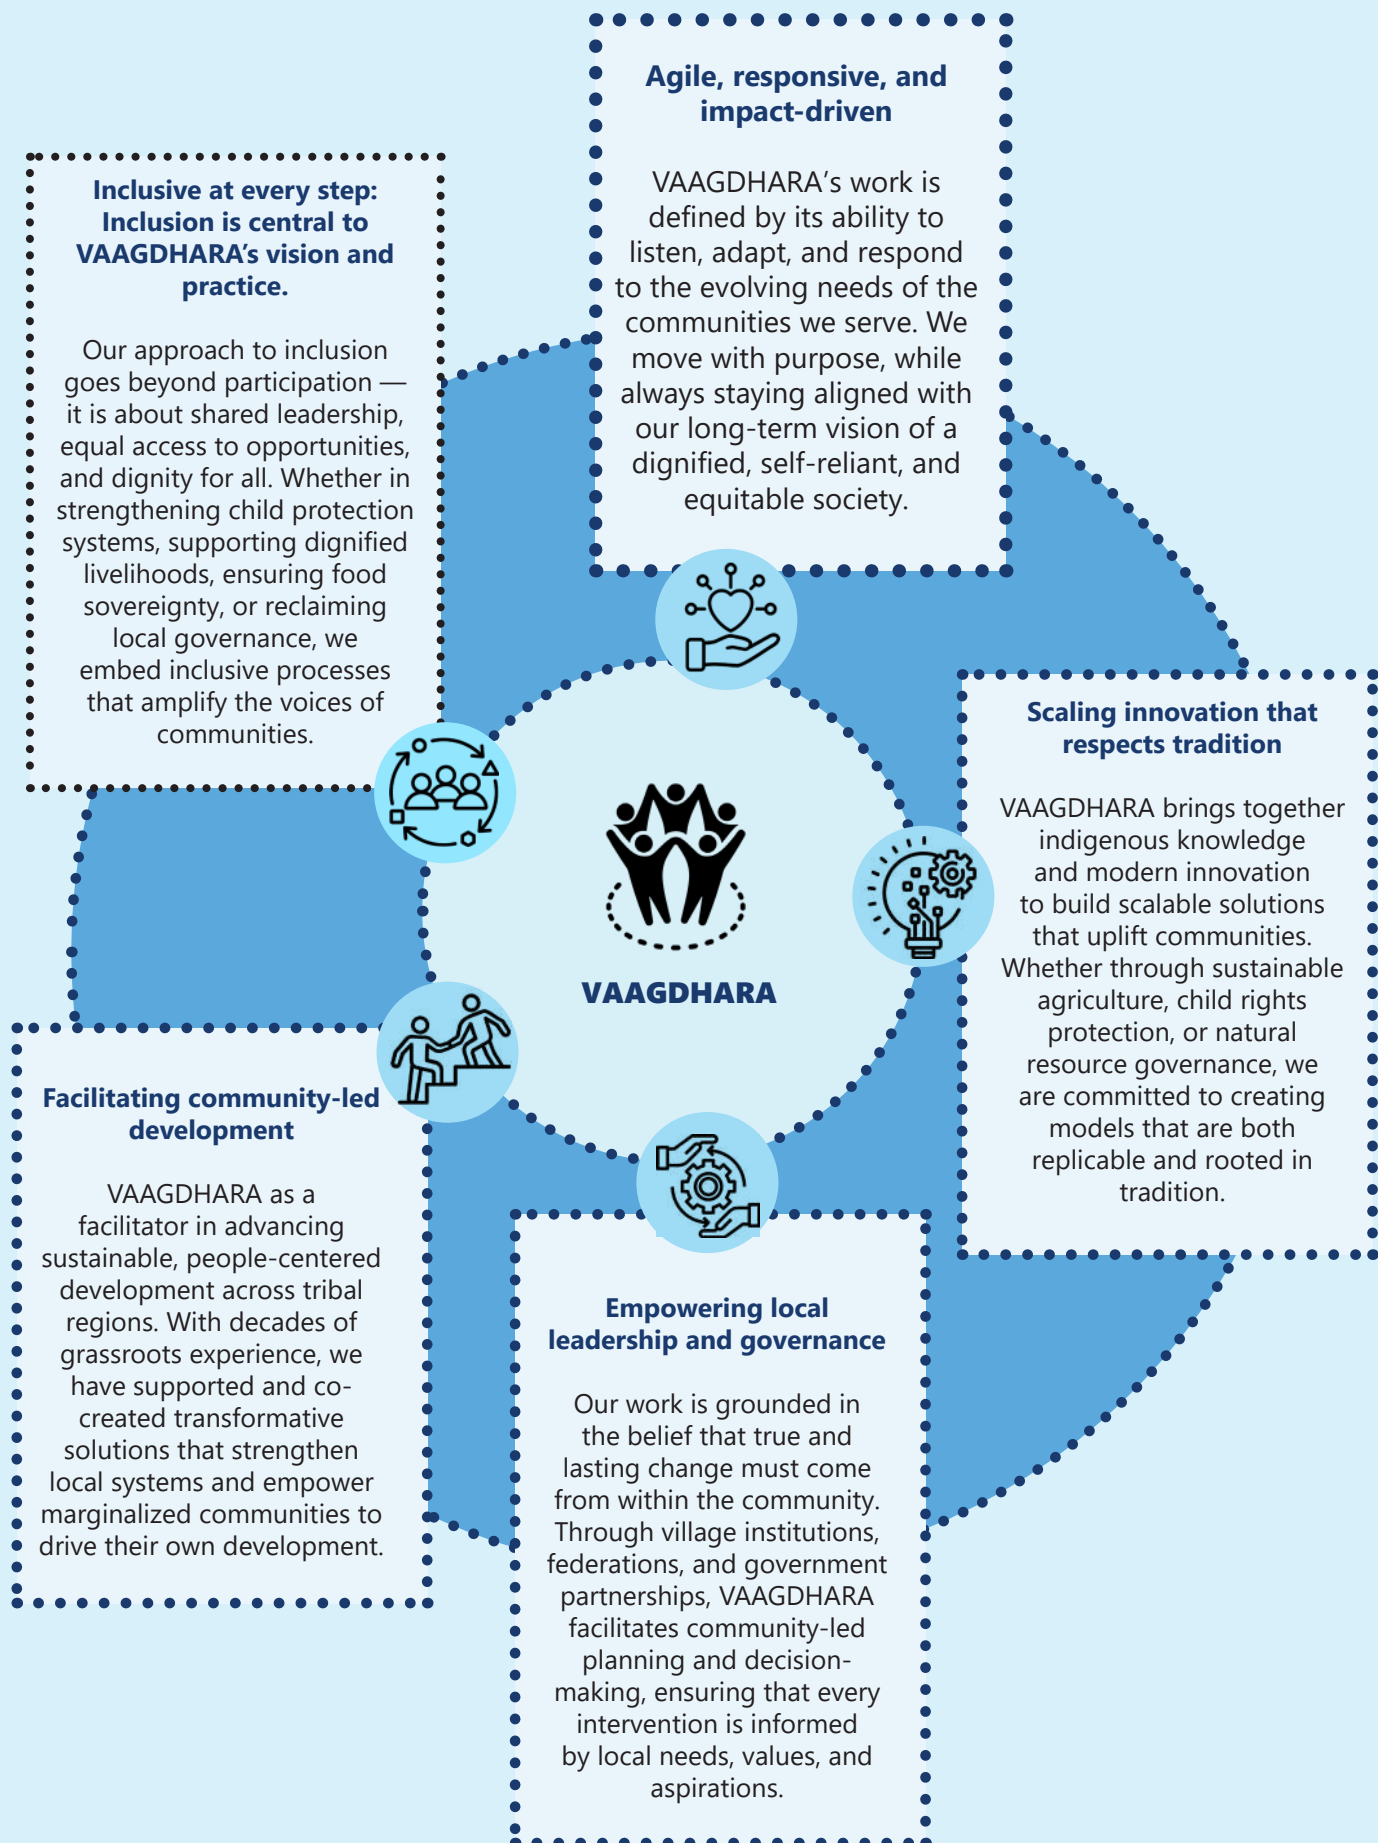 Agile, responsive, and
impact-driven
VAAGDHARA’s work is
defined by its ability to
listen, adapt, and respond
to the evolving needs of the
communities we serve. We
move with purpose, while
always staying aligned with
our long-term vision of a
dignified, self-reliant, and
equitable society.
Inclusive at every step:
Inclusion is central to
VAAGDHARA’s vision and
practice.
Our approach to inclusion
goes beyond participation —
it is about shared leadership,
equal access to opportunities,
and dignity for all. Whether in
strengthening child protection
systems, supporting dignified
livelihoods, ensuring food
sovereignty, or reclaiming
local governance, we
embed inclusive processes
that amplify the voices of
communities.
Scaling innovation that
respects tradition
VAAGDHARA brings together
indigenous knowledge
and modern innovation
to build scalable solutions
that uplift communities.
Whether through sustainable
agriculture, child rights
protection, or natural
resource governance, we
are committed to creating
models that are both
replicable and rooted in
tradition.
VAAGDHARA
Facilitating community-led
development
VAAGDHARA as a
facilitator in advancing
sustainable, people-centered
development across tribal
regions. With decades of
grassroots experience, we
have supported and co-
created transformative
solutions that strengthen
local systems and empower
marginalized communities to
drive their own development.
Empowering local
leadership and governance
Our work is grounded in
the belief that true and
lasting change must come
from within the community.
Through village institutions,
federations, and government
partnerships, VAAGDHARA
facilitates community-led
planning and decision-
making, ensuring that every
intervention is informed
by local needs, values, and
aspirations.